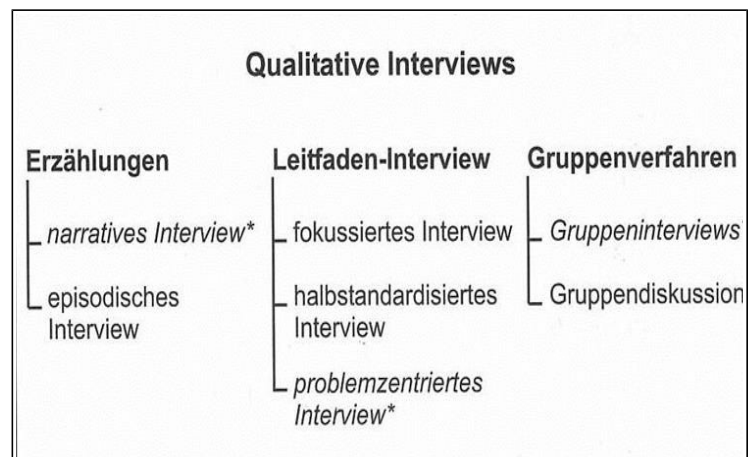 Qualitative Interviews
Erzählungen
narratives Interview*
episodisches
Interview
Leitfaden-Interview
fokussiertes Interview
halbstandardisiertes
Interview
problemzentriertes
Interview*
Gruppenverfahren
Gruppeninterviews
Gruppendiskussion